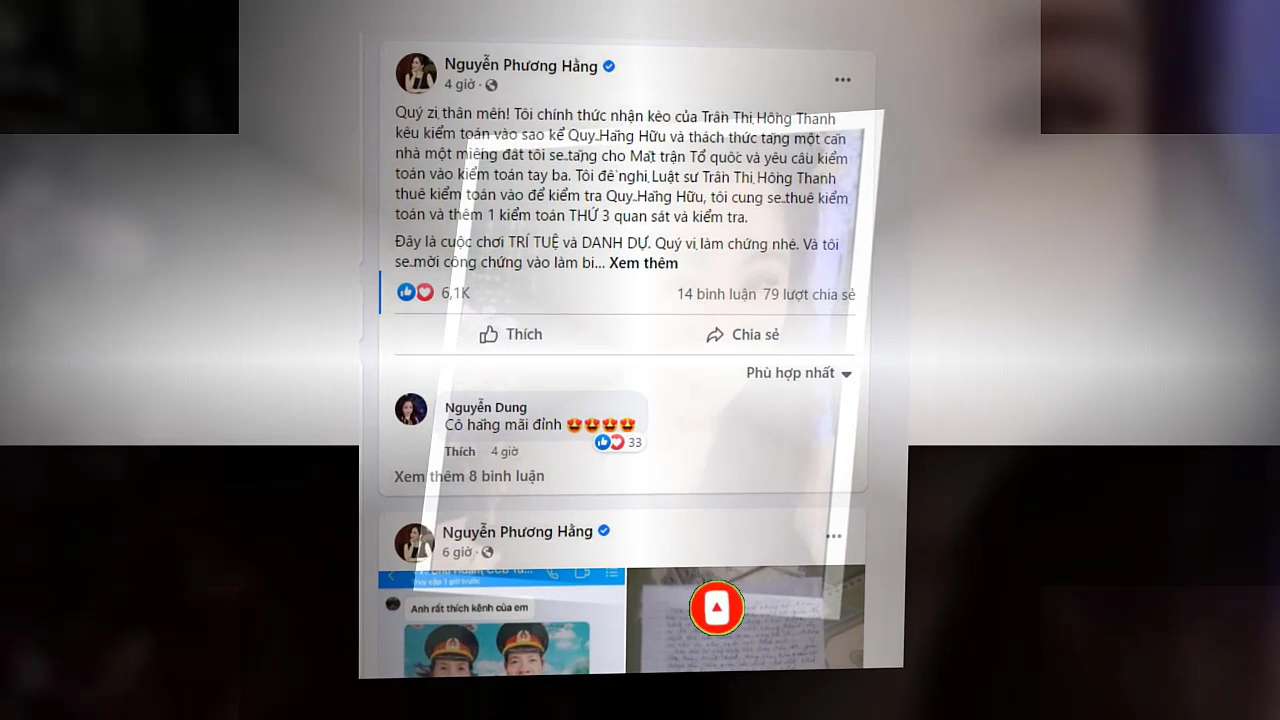 Nguyễn Phương Hằng
4 giờ
Quý zị thân mến! Tôi chính thức nhận kèo của Trần Thị Hồng Thanh
kêu kiểm toán vào sao kể Quỹ Hằng Hữu và thách thức tặng một căn
nhà một miếng đất tôi sẽ tặng cho Mặt trận Tổ quốc và yêu cầu kiểm
toán vào kiểm toán tay ba. Tôi đề nghị Luật sư Trần Thị Hồng Thanh
thuê kiểm toán vào để kiểm tra Quỹ Hằng Hữu, tôi cũng sẽ thuê kiểm
toán và thêm 1 kiểm toán THỨ 3 quan sát và kiểm tra.
Đây là cuộc chơi TRÍ TUỆ và DANH DỰ. Quý vị làm chứng nhé. Và tôi
sẽ mời công chứng vào làm bi... Xem thêm
6,1K
14 bình luận 79 lượt chia sẻ
Thích
Chia sẻ
Phù hợp nhất
Nguyễn Dung
Cô hằng mãi đỉnh 😍😍😍😍
33
Thích 4 giờ
Xem thêm 8 bình luận
Nguyễn Phương Hằng
6 giờ
Truy cập 1 giờ trước
Anh rất thích kênh của em